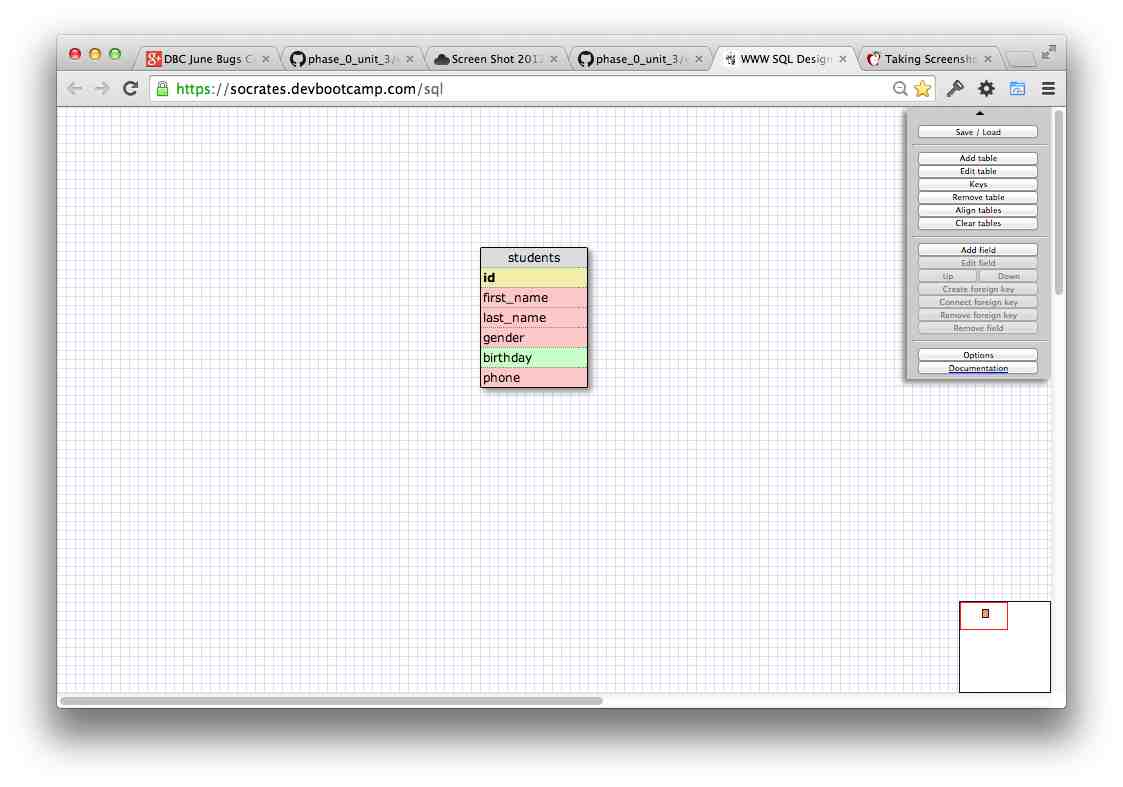 DBC June Bugs C
phase_0_unit_3/
Screen Shot 201
phase_0_unit_3/
WWW SQL Design
Taking Screensh
https://socrates.devbootcamp.com/sql
Save / Load
Add table
Edit table
Keys
Remove table
Align tables
Clear tables
Add field
Edit field
Up Down
Create foreign key
Connect foreign key
Remove foreign key
Remove field
Options
Documentation
students
id
first_name
last_name
gender
birthday
phone